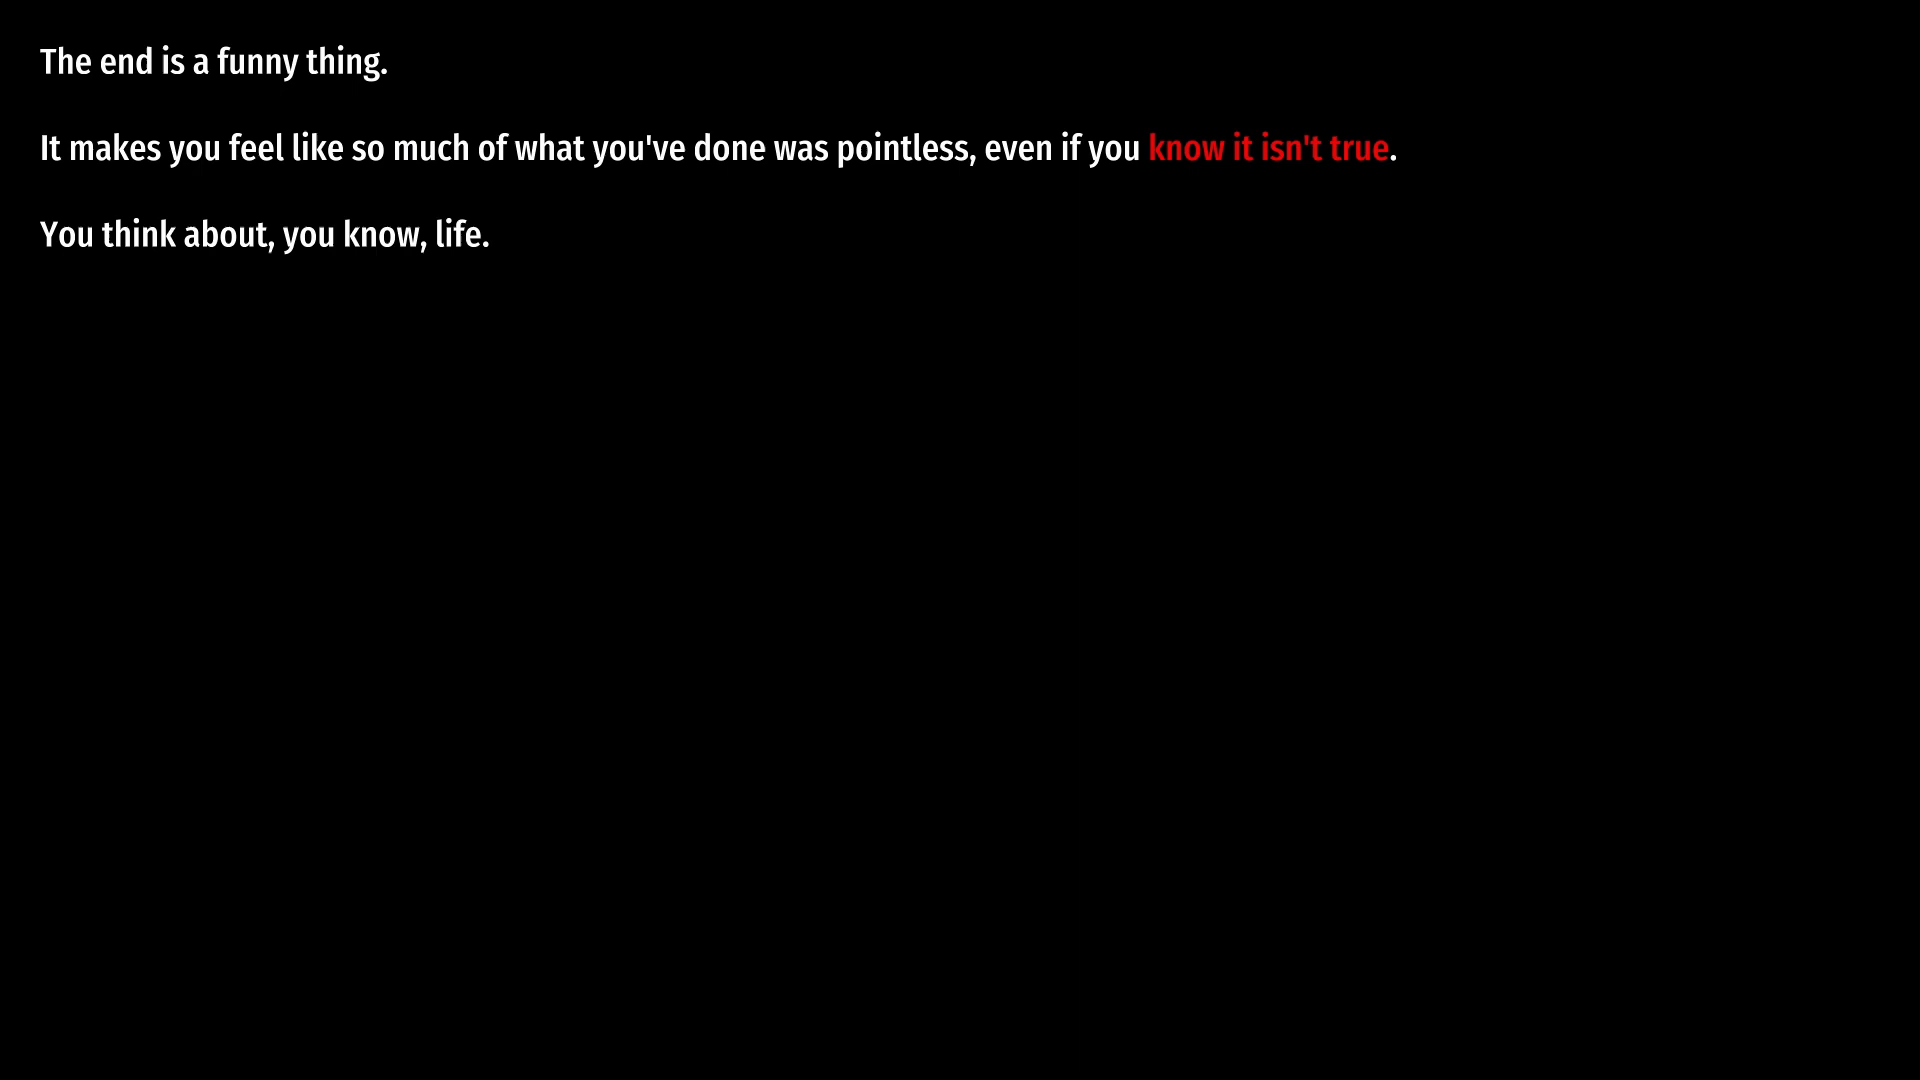 The end is a funny thing.
It makes you feel like so much of what you've done was pointless, even if you know it isn't true.
You think about, you know, life.